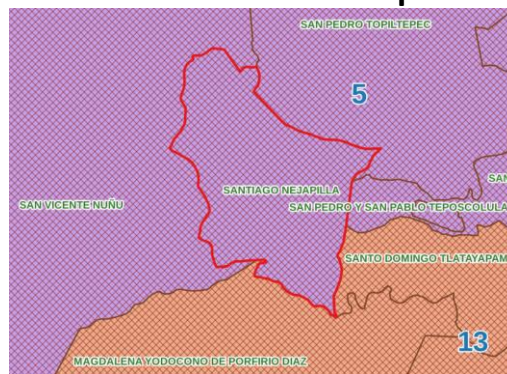 SAN PEDRO TOPILTEPEC
5
SANTIAGO NEJAPILLA
SAN
SAN VICENTE NUÑU
SAN PEDRO Y SAN PABLO TEPOSCOLULA
SANTO DOMINGO TLATAYAPAM
13
MAGDALENA YODOCONO DE PORFIRIO DIAZ